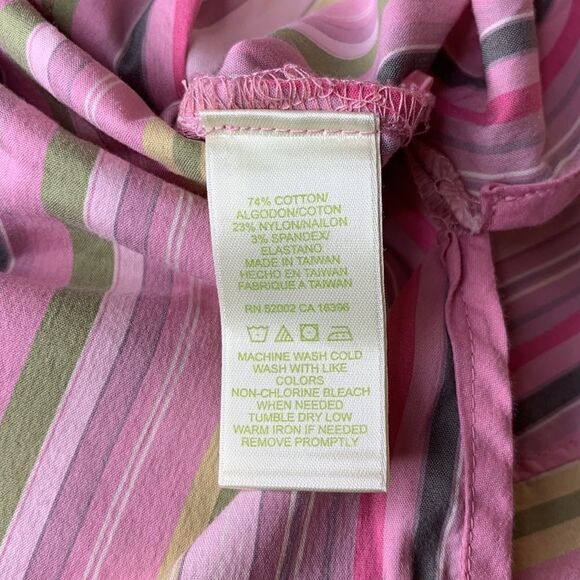 74% COTTON/
ALGODON/COTON
23% NYLON/NAILON
3% SPANDEX/
ELASTANO
MADE IN TAIWAN
HECHO EN TAIWAN
FABRIQUE A TAIWAN
RN 52002 CA 16396
MACHINE WASH COLD
WASH WITH LIKE
COLORS
NON-CHLORINE BLEACH
WHEN NEEDED
TUMBLE DRY LOW
WARM IRON IF NEEDED
REMOVE PROMPTLY